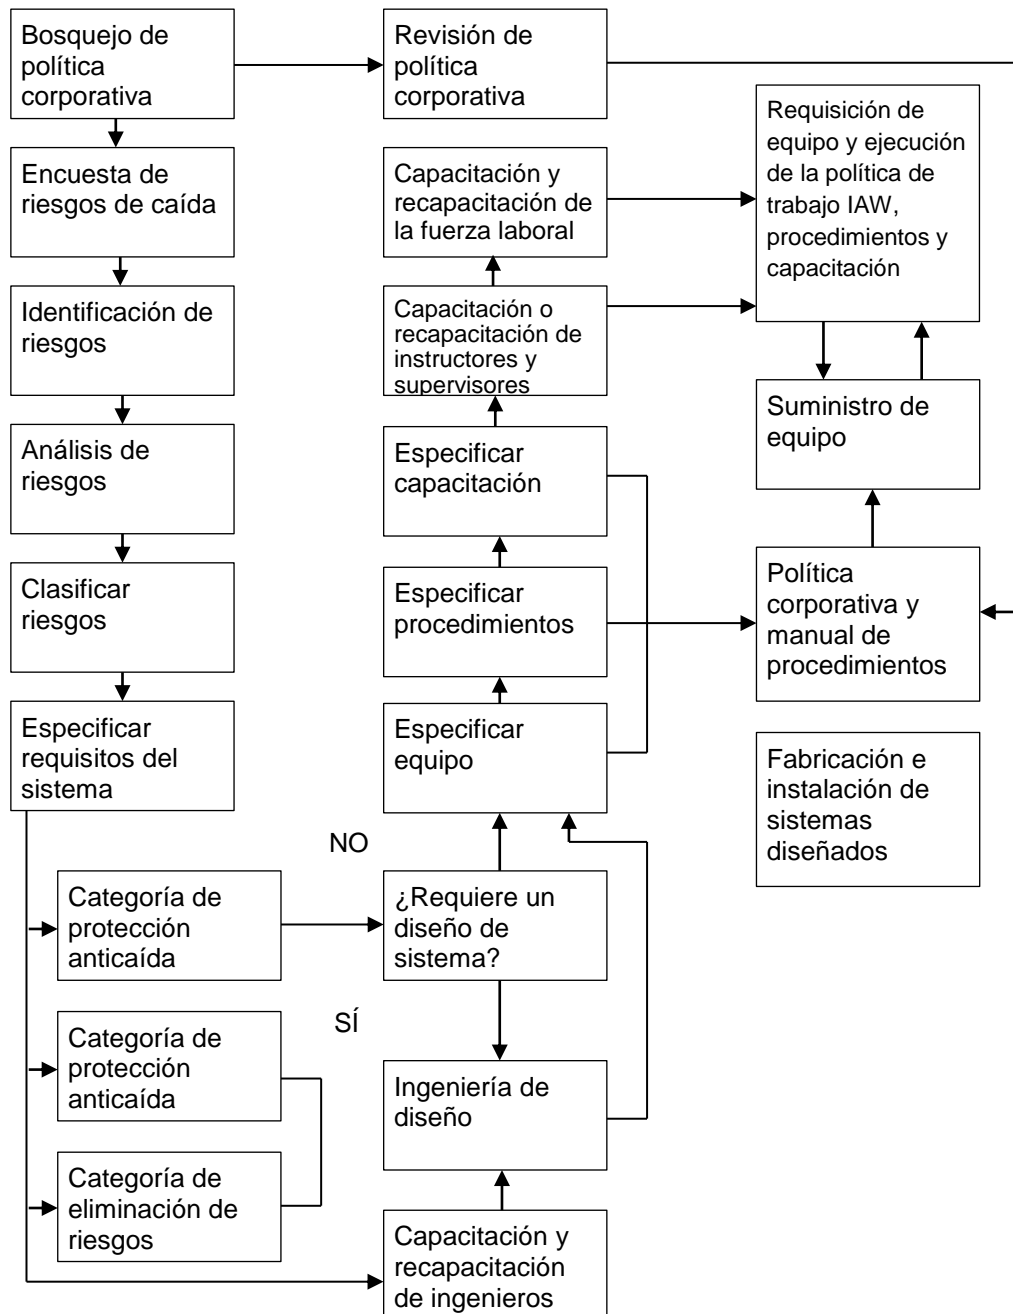 Bosquejo de
política
corporativa
Encuesta de
riesgos de caída
Identificación de
riesgos
Análisis de
riesgos
Clasificar
riesgos
Especificar
requisitos del
sistema
Categoría de
protección
anticaída
Categoría de
protección
anticaída
Categoría de
eliminación de
riesgos
Revisión de
política
corporativa
Capacitación y
recapacitación de
la fuerza laboral
Capacitación o
recapacitación de
instructores y
supervisores
Especificar
capacitación
Especificar
procedimientos
Especificar
equipo
NO
¿Requiere un
diseño de
sistema?
SÍ
Ingeniería de
diseño
Capacitación y
recapacitación
de ingenieros
Requisición de
equipo y ejecución
de la política de
trabajo IAW,
procedimientos y
capacitación
Suministro de
equipo
Política
corporativa y
manual de
procedimientos
Fabricación e
instalación de
sistemas
diseñados